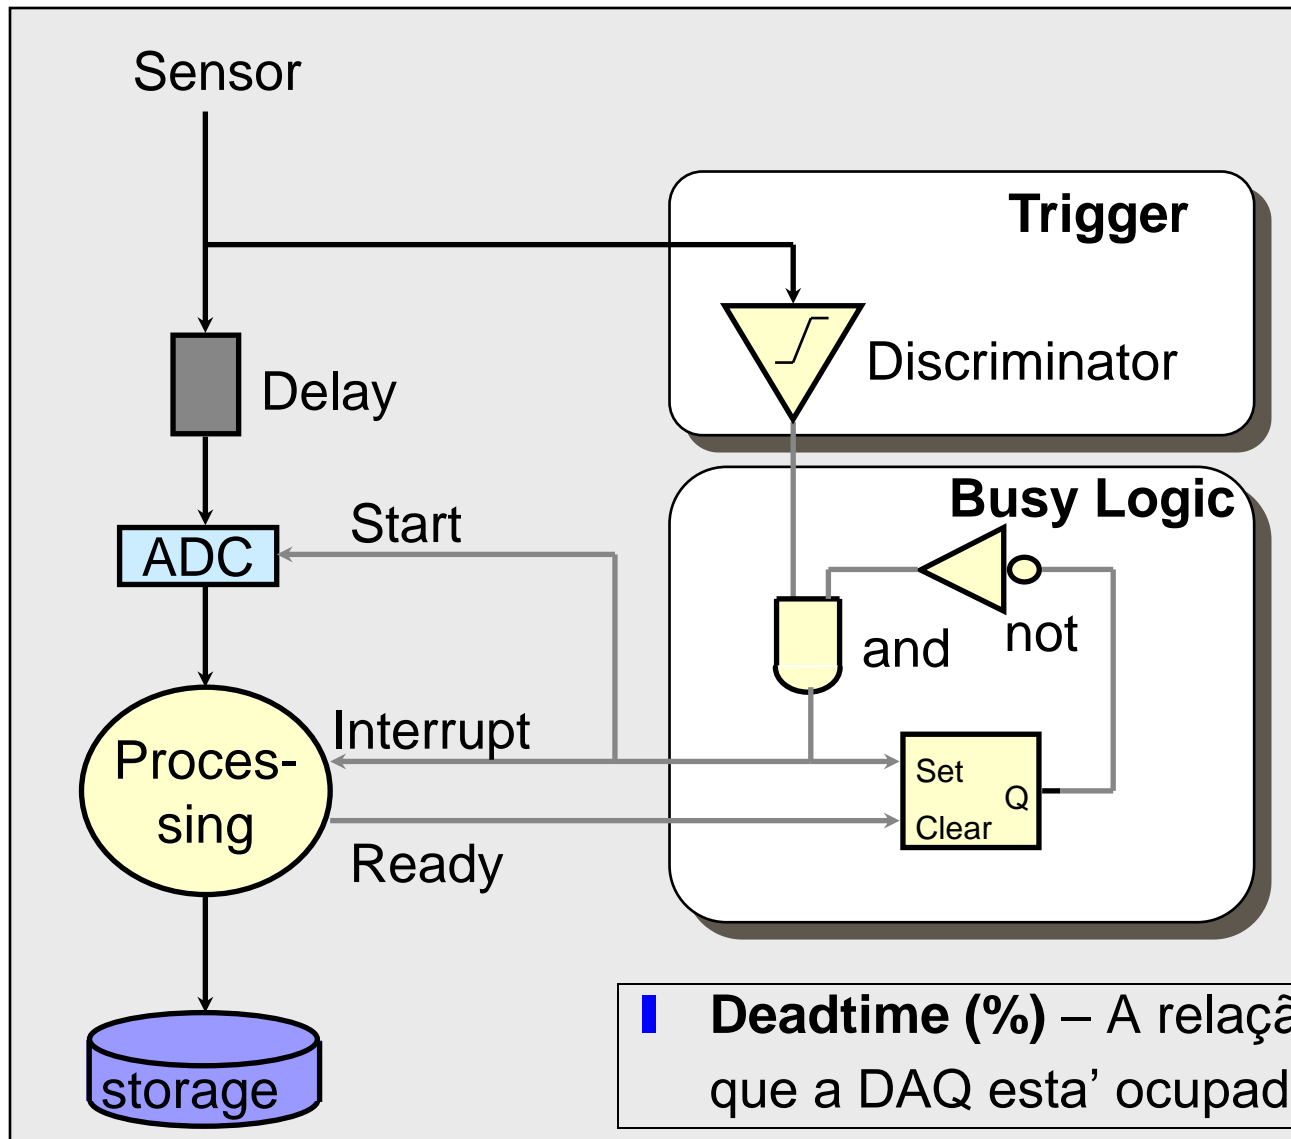 Sensor
Trigger
Discriminator
Delay
Busy Logic
Start
ADC
not
and
Interrupt
Proces-
sing
Set
Q
Clear
Ready
Deadtime (%) – A relaçã
que a DAQ esta’ ocupad
storage